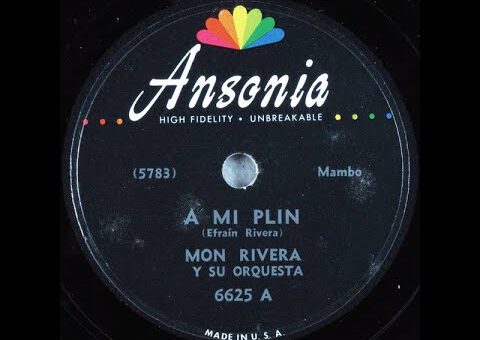 Ansonia
HIGH FIDELITY • UNBREAKABLE
(5783)
Mambo
A MI PLIN
(Efraín Rivera)
MON RIVERA
Y SU ORQUESTA
6625 A
MADE IN U. S. A.